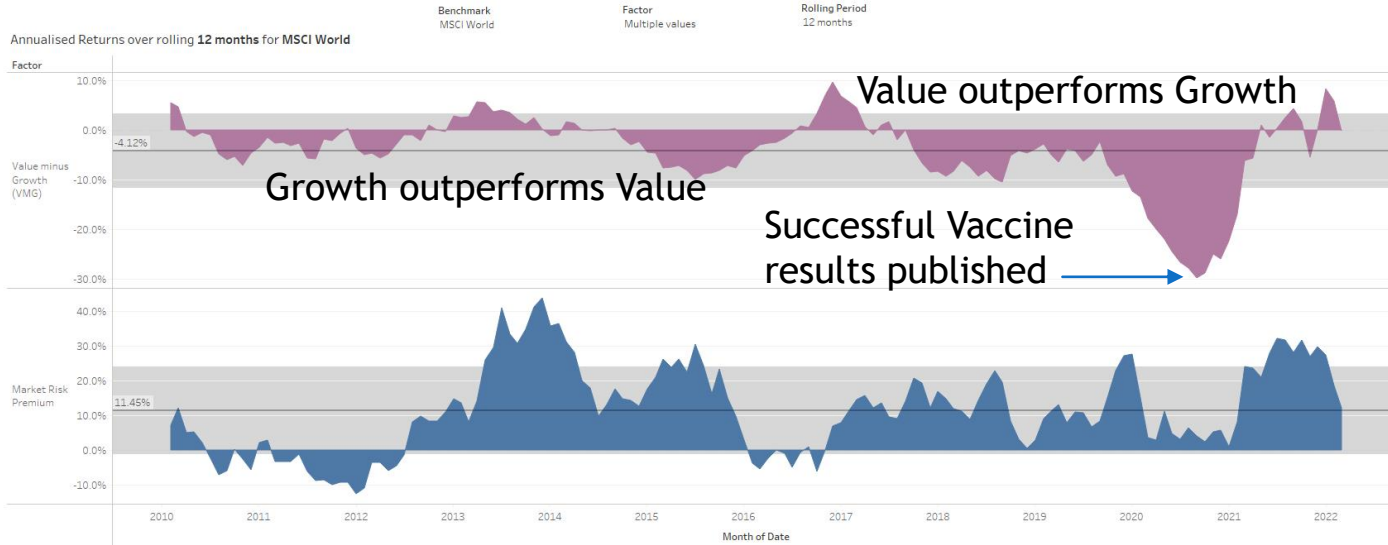 Benchmark Factor Rolling Period
MSCI World Multiple values 12 months
Annualised Returns over rolling 12 months for MSCI World
Factor
Value minus
Growth
(VMG)
10.0%
0.0%
-10.0%
-20.0%
-30.0%
-4.12%
Value outperforms Growth
Growth outperforms Value
Successful Vaccine
results published
Market Risk
Premium
40.0%
30.0%
20.0%
10.0%
0.0%
-10.0%
11.45%
2010 2011 2012 2013 2014 2015 2016 2017 2018 2019 2020 2021 2022
Month of Date